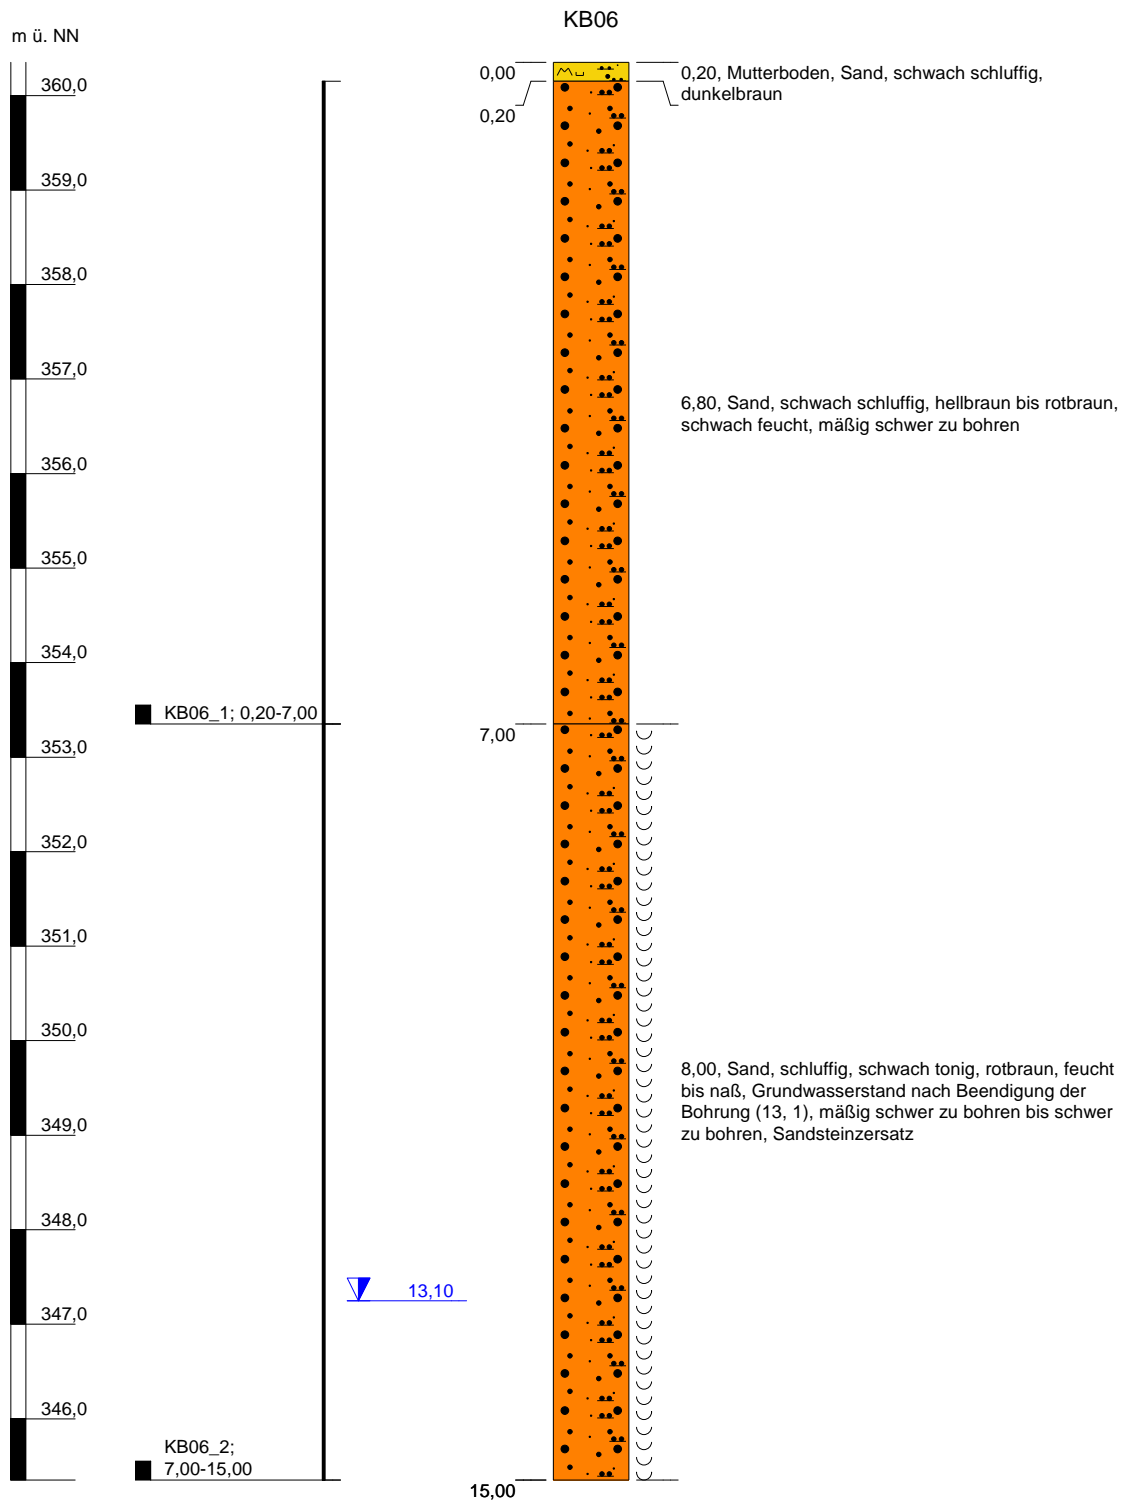 KB06
m ü. NN
0,00
0,20, Mutterboden, Sand, schwach schluffig,
dunkelbraun
360,0
0,20
359,0
358,0
357,0
6,80, Sand, schwach schluffig, hellbraun bis rotbraun,
schwach feucht, mäßig schwer zu bohren
356,0
355,0
354,0
KB06_1; 0,20-7,00
7,00
353,0
352,0
351,0
350,0
8,00, Sand, schluffig, schwach tonig, rotbraun, feucht
bis naß, Grundwasserstand nach Beendigung der
Bohrung (13, 1), mäßig schwer zu bohren bis schwer
zu bohren, Sandsteinzersatz
349,0
348,0
13,10
347,0
346,0
KB06_2;
7,00-15,00
15,00